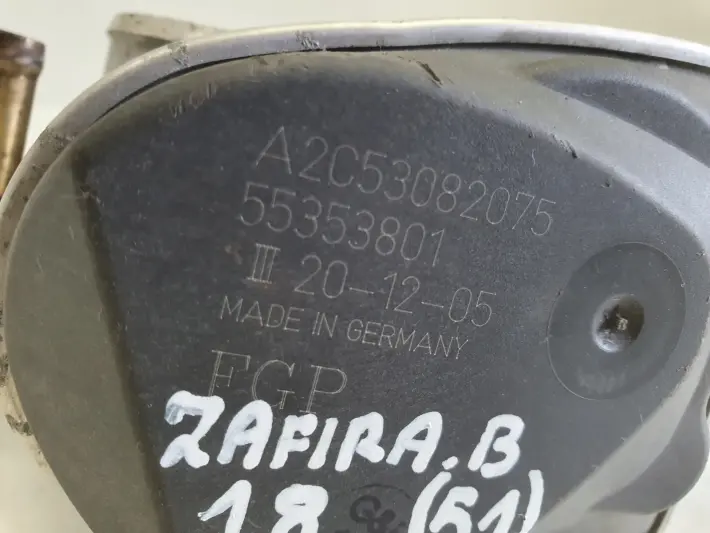 A2C53082075
55353801
III 20-12-05
MADE IN GERMANY
FGP
ZAFIRA.B
1.8 (51)